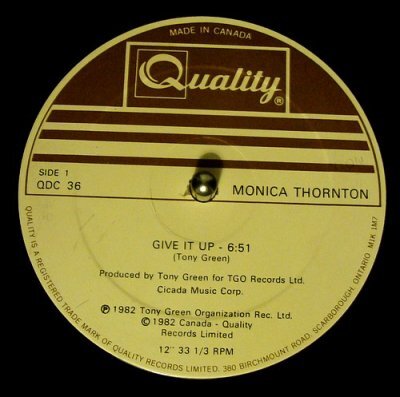 MADE IN CANADA
Quality®
SIDE 1
QDC 36
MONICA THORNTON
GIVE IT UP - 6:51
(Tony Green)
Produced by Tony Green for TGO Records Ltd.
Cicada Music Corp.
℗ 1982 Tony Green Organization Rec. Ltd.
© 1982 Canada - Quality
Records Limited
12" 33 1/3 RPM
QUALITY IS A REGISTERED TRADE MARK OF QUALITY RECORDS LIMITED. 380 BIRCHMOUNT ROAD, SCARBOROUGH, ONTARIO M1K 1M7